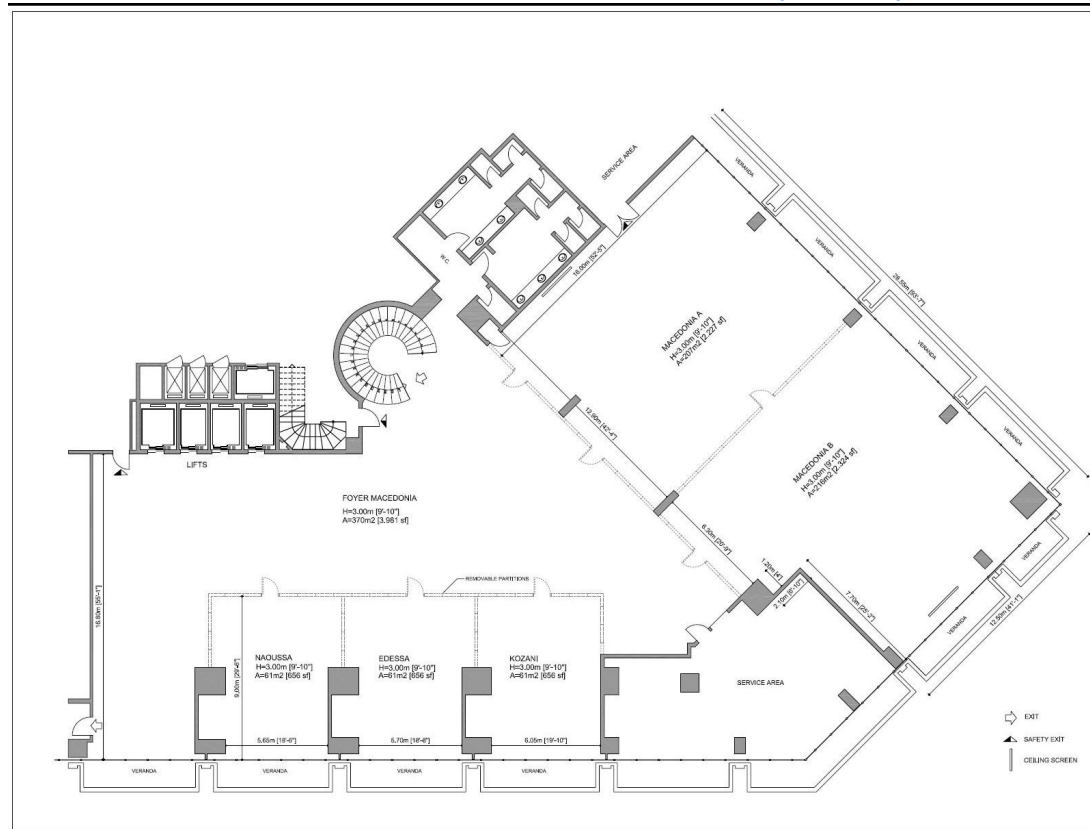 SERVICE AREA
VERANDA
VERANDA
28.55m [93'-7"]
W.C.
16.00m [52'-5"]
MACEDONIA A
H=3.00m [9'-10"]
A=207m2 [2.227 sf]
VERANDA
12.90m [42'-4"]
VERANDA
MACEDONIA B
H=3.00m [9'-10"]
A=216m2 [2.324 sf]
LIFTS
FOYER MACEDONIA
H=3.00m [9'-10"]
A=370m2 [3.981 sf]
6.30m [20'-9"]
VERANDA
1.20m [4']
2.10m [6'-10"]
7.70m [25'-2"]
12.50m [41'-1"]
VERANDA
REMOVABLE PARTITIONS
16.80m [55'-1"]
9.00m [29'-6"]
NAOUSSA
H=3.00m [9'-10"]
A=61m2 [656 sf]
EDESSA
H=3.00m [9'-10"]
A=61m2 [656 sf]
KOZANI
H=3.00m [9'-10"]
A=61m2 [656 sf]
SERVICE AREA
5.65m [18'-6"]
5.70m [18'-8"]
6.05m [19'-10"]
VERANDA
VERANDA
VERANDA
VERANDA
EXIT
SAFETY EXIT
CEILING SCREEN